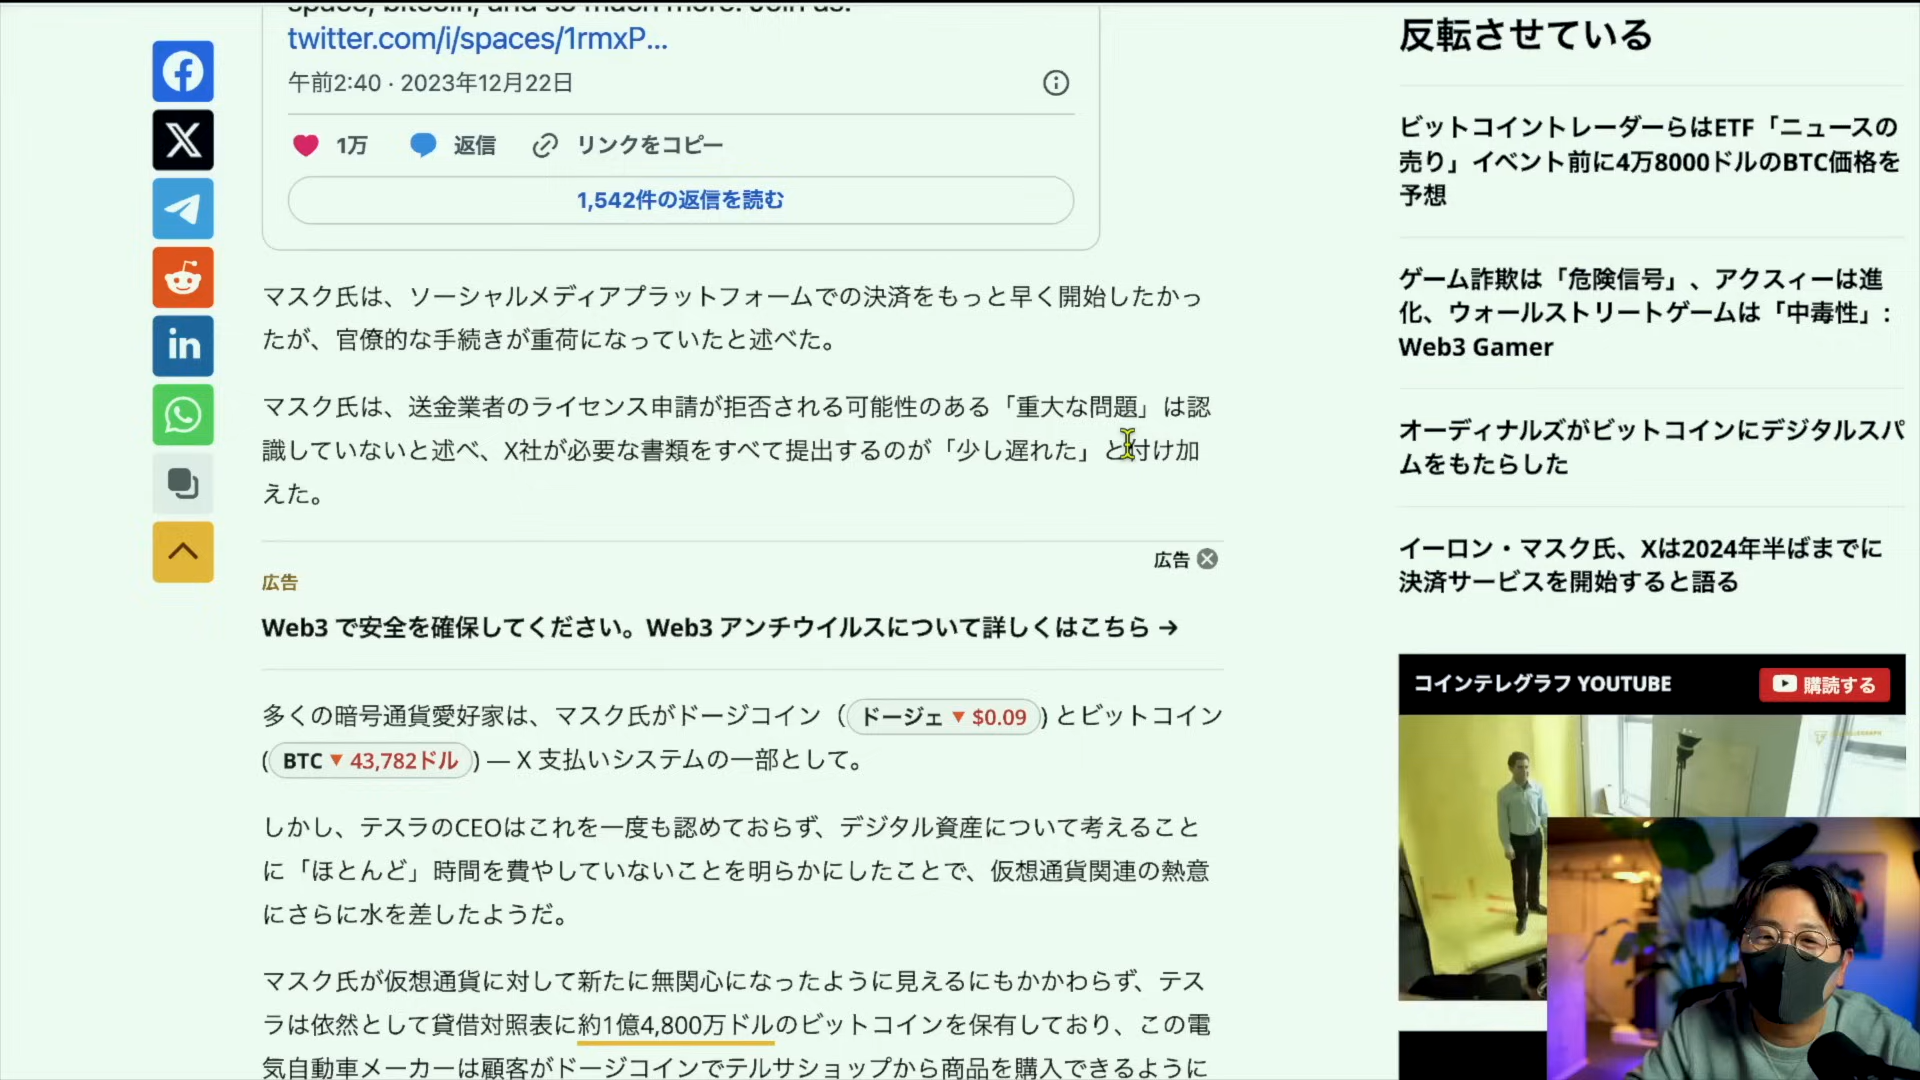 twitter.com/i/spaces/1rmxP...
午前2:40 · 2023年12月22日
1万 返信 リンクをコピー
1,542件の返信を読む
マスク氏は、ソーシャルメディアプラットフォームでの決済をもっと早く開始したかっ
たが、官僚的な手続きが重荷になっていたと述べた。
マスク氏は、送金業者のライセンス申請が拒否される可能性のある「重大な問題」は認
識していないと述べ、X社が必要な書類をすべて提出するのが「少し遅れた」と付け加
えた。
広告
広告
Web3 で安全を確保してください。Web3 アンチウイルスについて詳しくはこちら →
多くの暗号通貨愛好家は、マスク氏がドージコイン（ドージェ ▼ $0.09) とビットコイン
(BTC ▼ 43,782ドル) — X 支払いシステムの一部として。
しかし、テスラのCEOはこれを一度も認めておらず、デジタル資産について考えること
に「ほとんど」時間を費やしていないことを明らかにしたことで、仮想通貨関連の熱意
にさらに水を差したようだ。
マスク氏が仮想通貨に対して新たに無関心になったように見えるにもかかわらず、テス
ラは依然として貸借対照表に約1億4,800万ドルのビットコインを保有しており、この電
気自動車メーカーは顧客がドージコインでテルサショップから商品を購入できるように
反転させている
ビットコイントレーダーらはETF「ニュースの
売り」イベント前に4万8000ドルのBTC価格を
予想
ゲーム詐欺は「危険信号」、アクスィーは進
化、ウォールストリートゲームは「中毒性」:
Web3 Gamer
オーディナルズがビットコインにデジタルスパ
ムをもたらした
イーロン・マスク氏、Xは2024年半ばまでに
決済サービスを開始すると語る
コインテレグラフ YOUTUBE
購読する